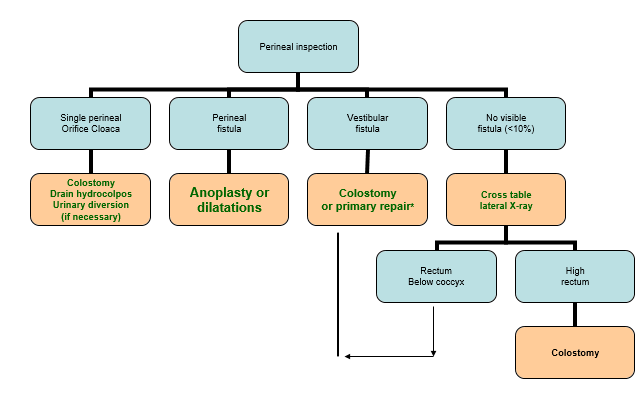 Perineal inspection
Single perineal
Orifice Cloaca
Perineal
fistula
Vestibular
fistula
No visible
fistula (<10%)
Colostomy
Drain hydrocolpos
Urinary diversion
(if necessary)
Anoplasty or
dilatations
Colostomy
or primary repair*
Cross table
lateral X-ray
Rectum
Below coccyx
High
rectum
Colostomy